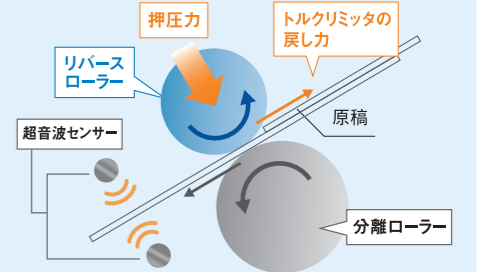 押圧力
トルクリミッタの
戻し力
リバース
ローラー
原稿
超音波センサー
分離ローラー